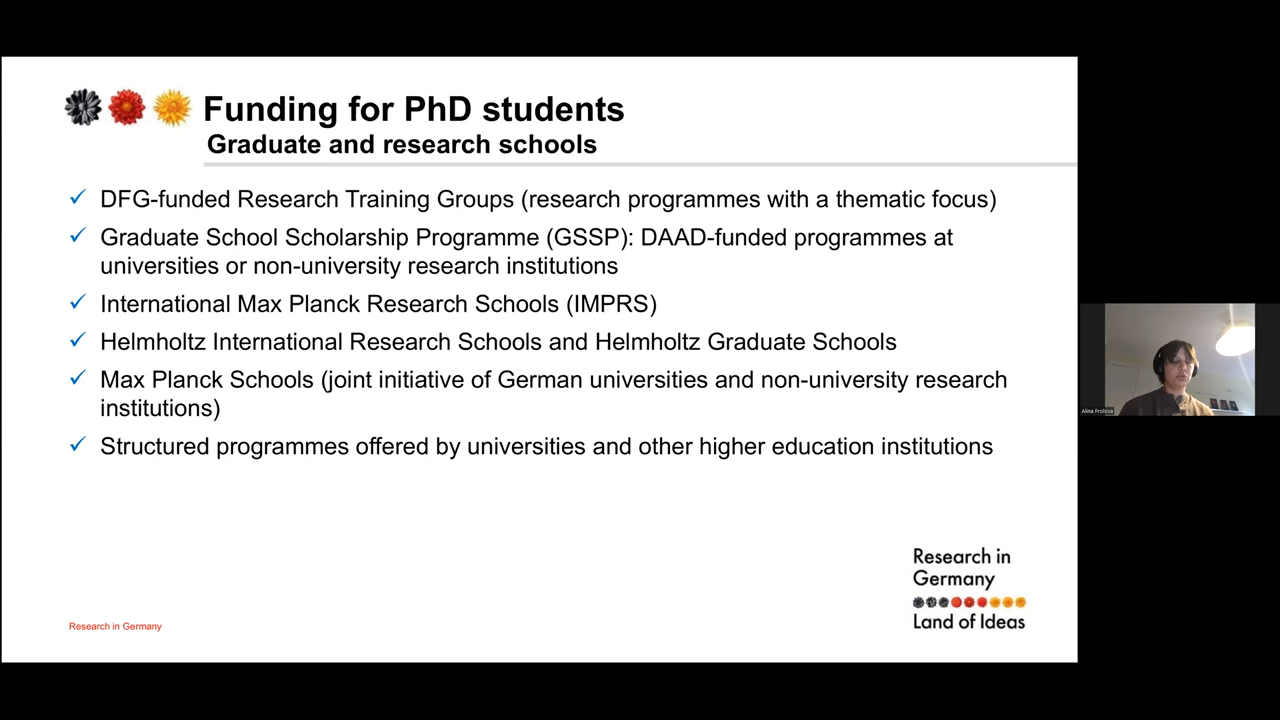 Funding for PhD students
Graduate and research schools
✓ DFG-funded Research Training Groups (research programmes with a thematic focus)
✓ Graduate School Scholarship Programme (GSSP): DAAD-funded programmes at
universities or non-university research institutions
✓ International Max Planck Research Schools (IMPRS)
✓ Helmholtz International Research Schools and Helmholtz Graduate Schools
✓ Max Planck Schools (joint initiative of German universities and non-university research
institutions)
✓ Structured programmes offered by universities and other higher education institutions
Research in
Germany
Land of Ideas
Research in Germany
Alina Frolova